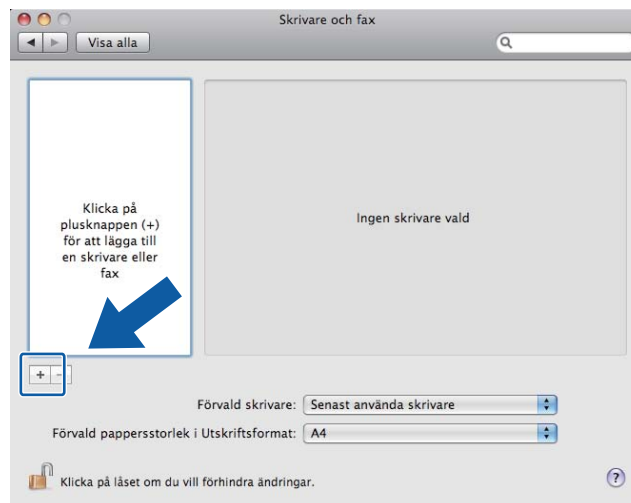 Skrivare och fax
Visa alla
Klicka på
plusknappen (+)
för att lägga till
en skrivare eller
fax
Ingen skrivare vald
+ −
Förvald skrivare: Senast använda skrivare
Förvald pappersstorlek i Utskriftsformat: A4
Klicka på låset om du vill förhindra ändringar.
?